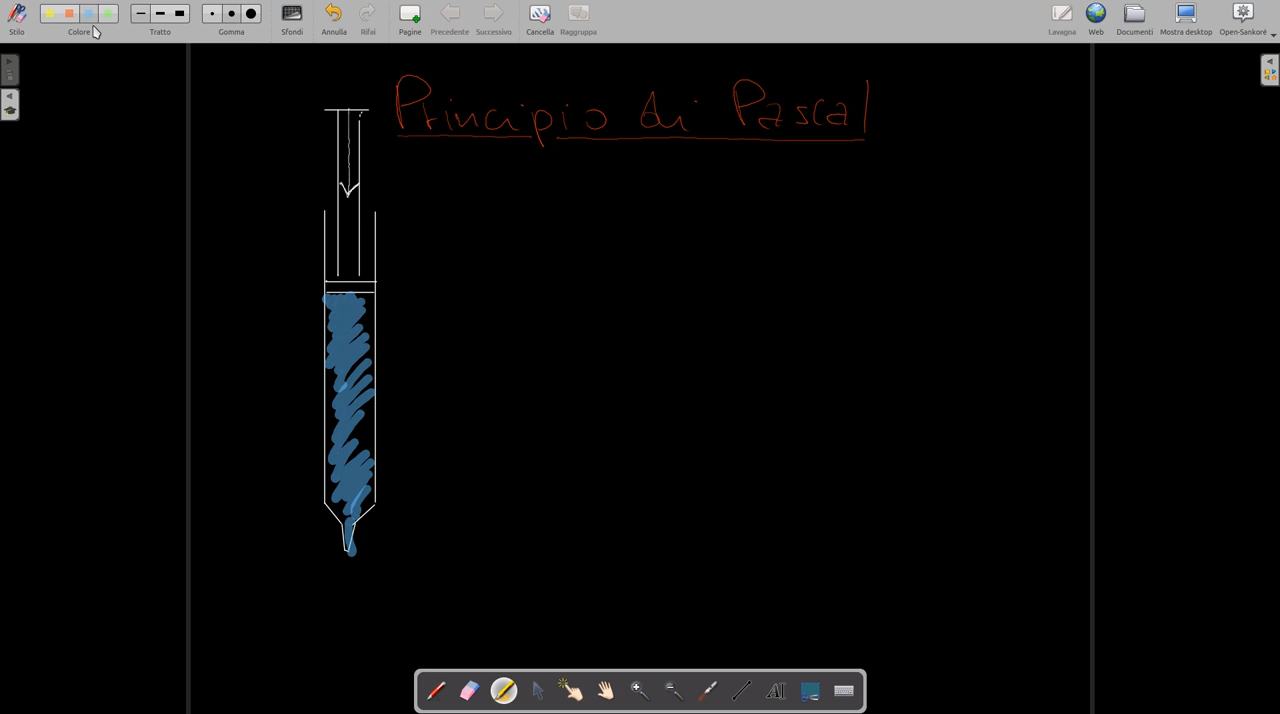 Stilo Colore Tratto Gomma Sfondi Annulla Rifai Pagine Precedente Successivo Cancella Raggruppa Lavagna Web Documenti Mostra desktop Open-Sankoré
Principio di Pascal
AI